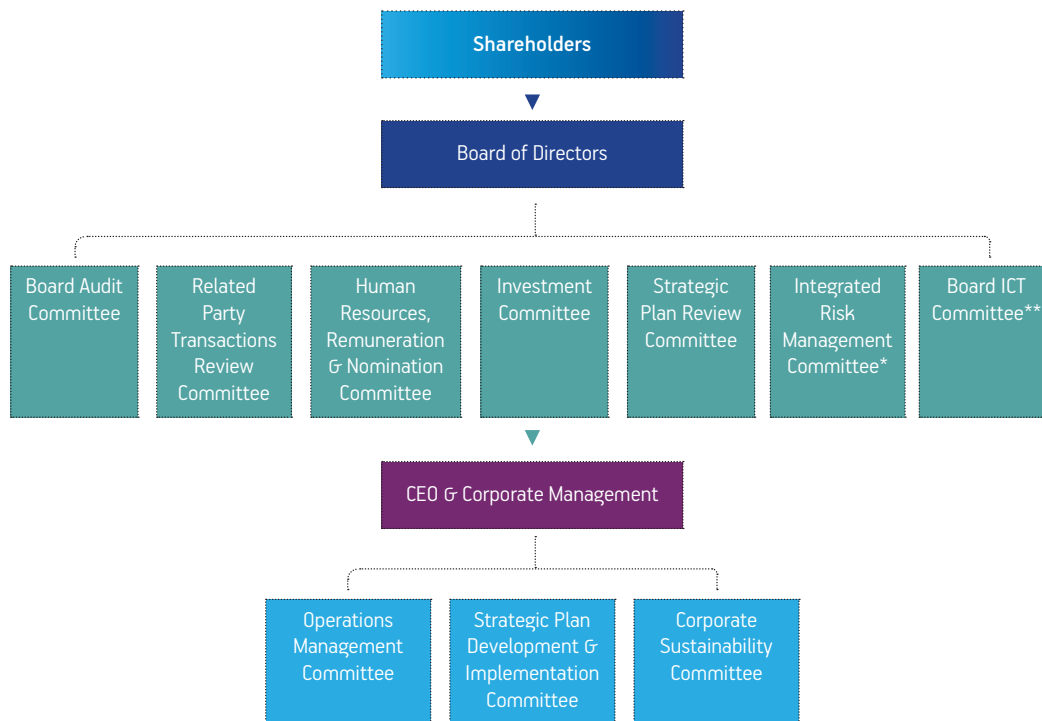 Shareholders
Board of Directors
Board Audit
Committee
Related
Party
Transactions
Review
Committee
Human
Resources,
Remuneration
& Nomination
Committee
Investment
Committee
Strategic
Plan Review
Committee
Integrated
Risk
Management
Committee*
Board ICT
Committee**
CEO & Corporate Management
Operations
Management
Committee
Strategic Plan
Development &
Implementation
Committee
Corporate
Sustainability
Committee